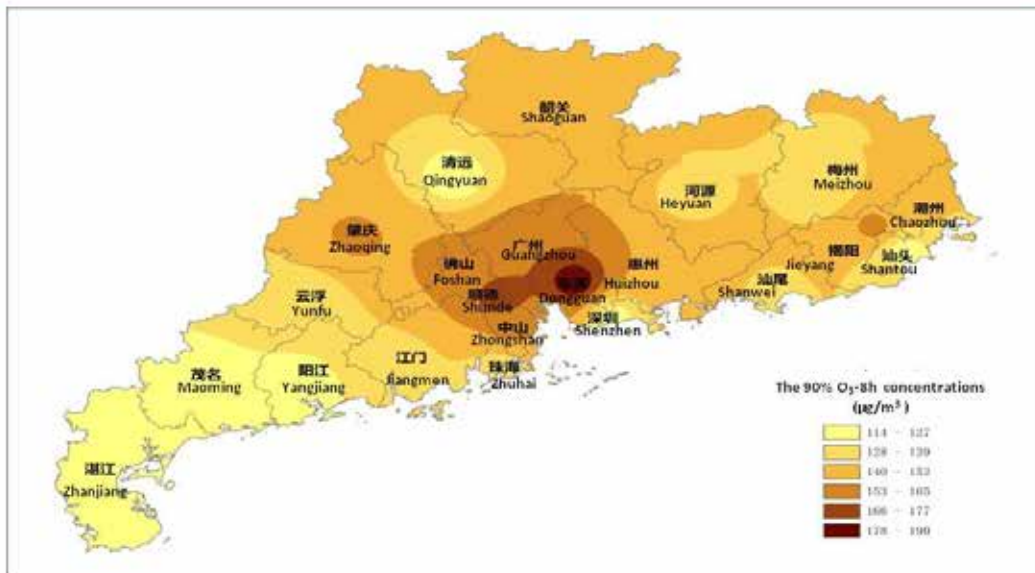 韶关
Shaoguan
清远
Qingyuan
梅州
Meizhou
河源
Heyuan
潮州
Chaozhou
肇庆
Zhaoqing
广州
Guangzhou
佛山
Foshan
惠州
Huizhou
揭阳
Jieyang
汕头
Shantou
顺德
Shunde
Dongguan
汕尾
Shanwei
云浮
Yunfu
深圳
Shenzhen
中山
Zhongshan
江门
Jiangmen
珠海
Zhuhai
茂名
Maoming
阳江
Yangjiang
湛江
Zhanjiang
The 90% O₃-8h concentrations
(μg/m³)
114 - 127
128 - 139
140 - 152
153 - 165
166 - 177
178 - 190